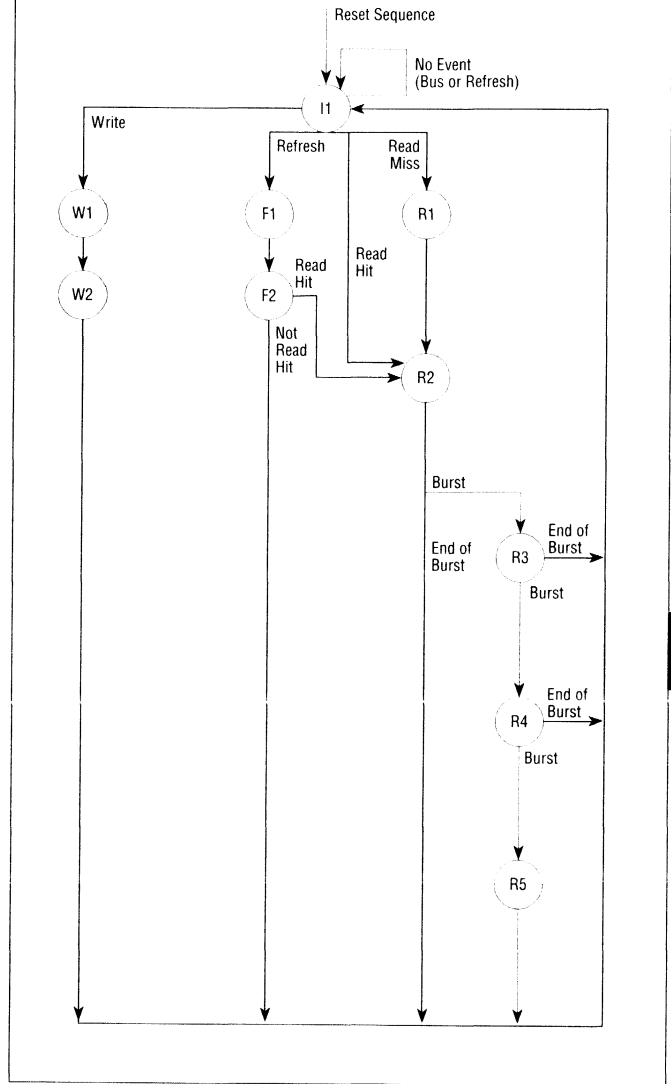 Reset Sequence
No Event
(Bus or Refresh)
I1
Write
Refresh
Read
Miss
W1
F1
R1
Read
Hit
Read
Hit
W2
F2
Not
Read
Hit
R2
Burst
End of
Burst
R3
End of
Burst
Burst
R4
End of
Burst
Burst
R5